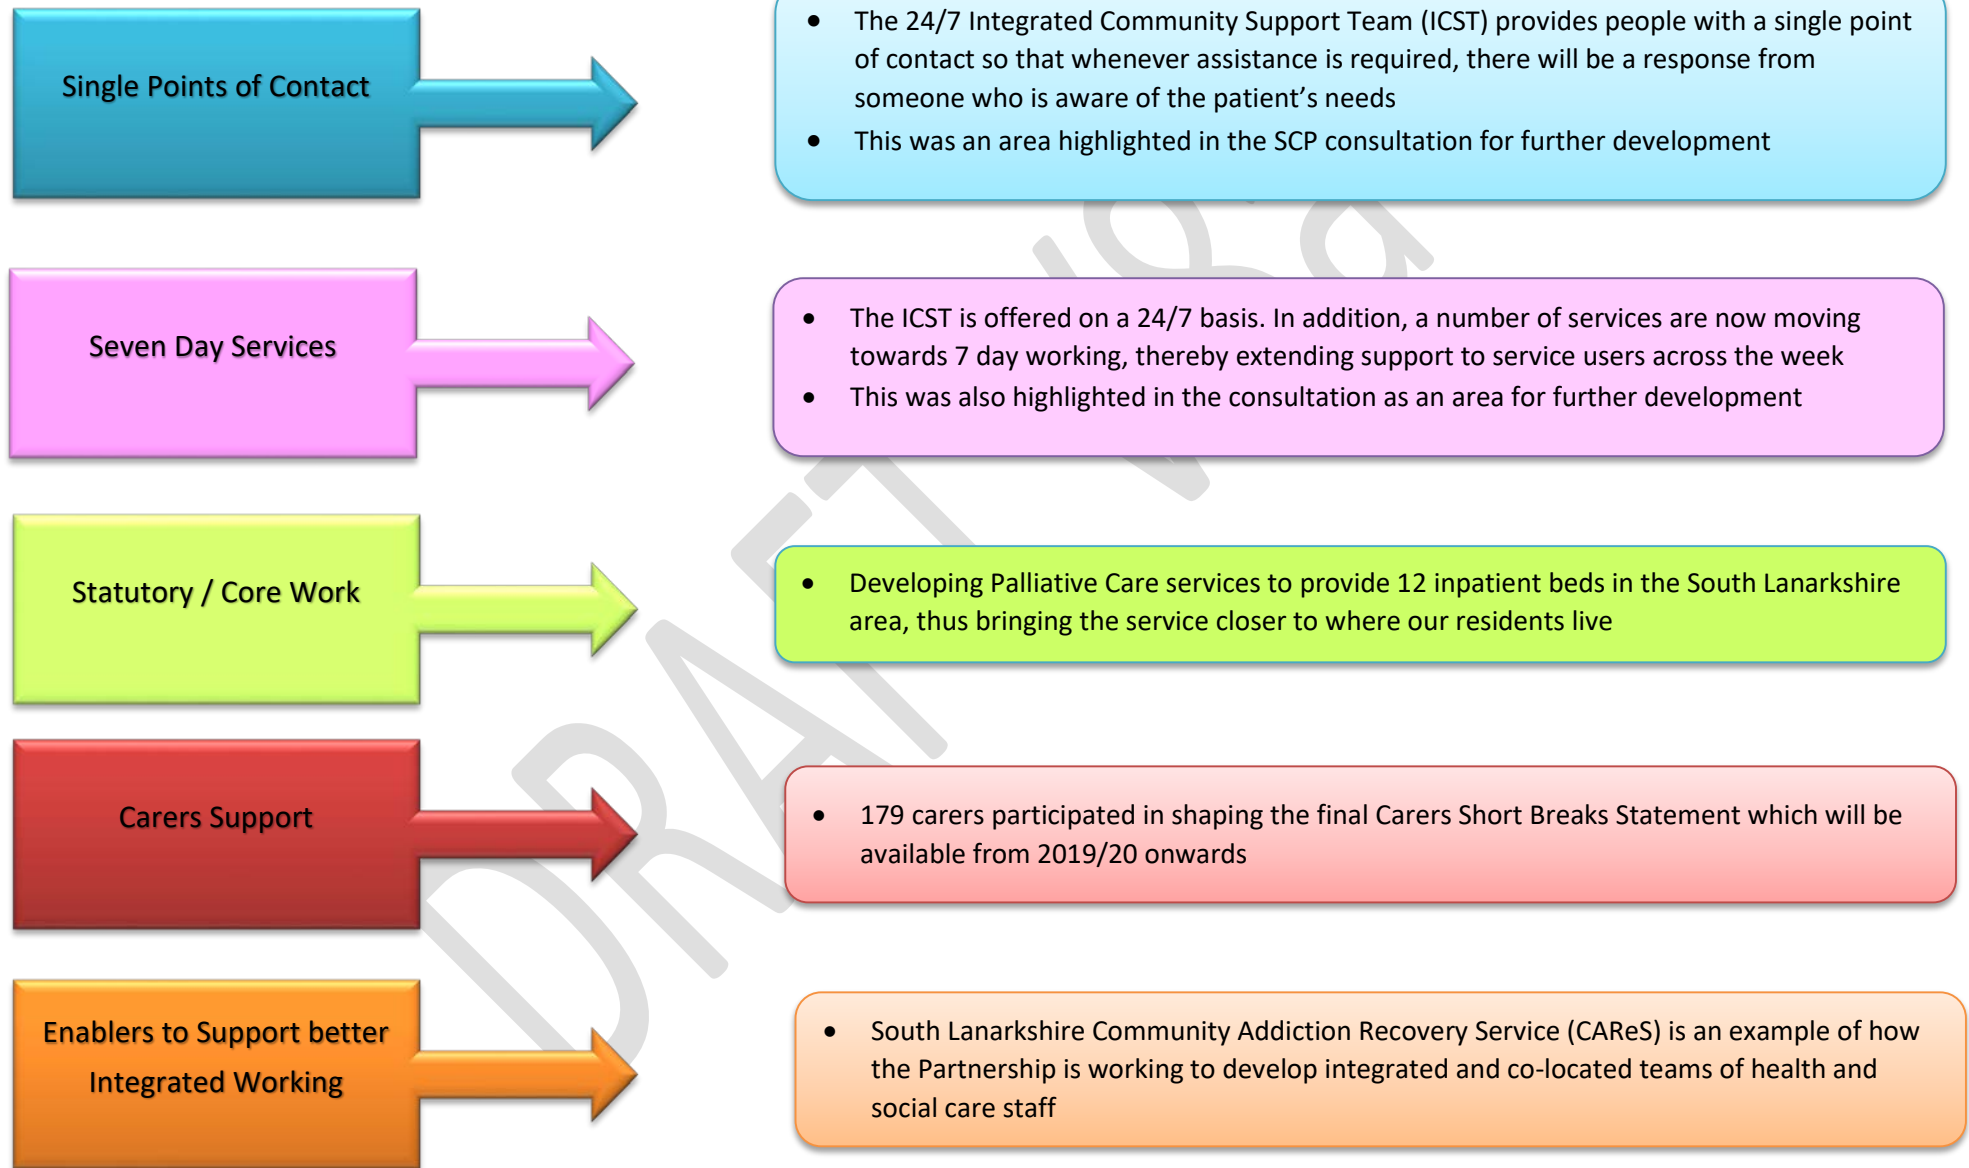 Single Points of Contact
• The 24/7 Integrated Community Support Team (ICST) provides people with a single point
of contact so that whenever assistance is required, there will be a response from
someone who is aware of the patient’s needs
• This was an area highlighted in the SCP consultation for further development
Seven Day Services
• The ICST is offered on a 24/7 basis. In addition, a number of services are now moving
towards 7 day working, thereby extending support to service users across the week
• This was also highlighted in the consultation as an area for further development
Statutory / Core Work
• Developing Palliative Care services to provide 12 inpatient beds in the South Lanarkshire
area, thus bringing the service closer to where our residents live
Carers Support
• 179 carers participated in shaping the final Carers Short Breaks Statement which will be
available from 2019/20 onwards
Enablers to Support better
Integrated Working
• South Lanarkshire Community Addiction Recovery Service (CAReS) is an example of how
the Partnership is working to develop integrated and co-located teams of health and
social care staff
DRAFT